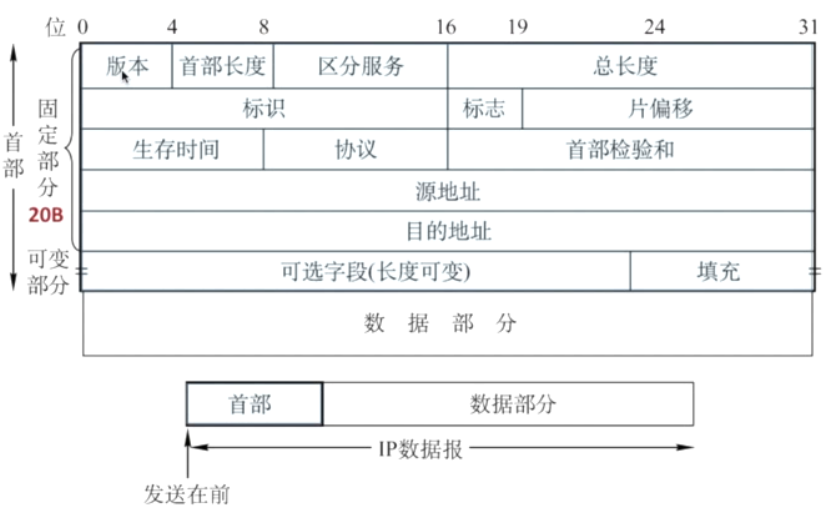 位 0 4 8 16 19 24 31
版本 首部长度 区分服务 总长度
标识 标志 片偏移
生存时间 协议 首部检验和
源地址
目的地址
可选字段(长度可变) 填充
首部
固定部分
20B
可变
部分
数 据 部 分
首部 数据部分
IP数据报
发送在前